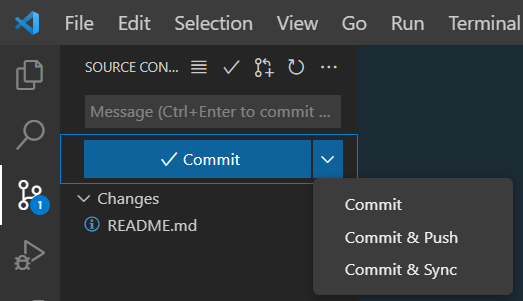 File Edit Selection View Go Run Terminal
SOURCE CON...
Message (Ctrl+Enter to commit ...
Commit
Changes
1
README.md
Commit
Commit & Push
Commit & Sync